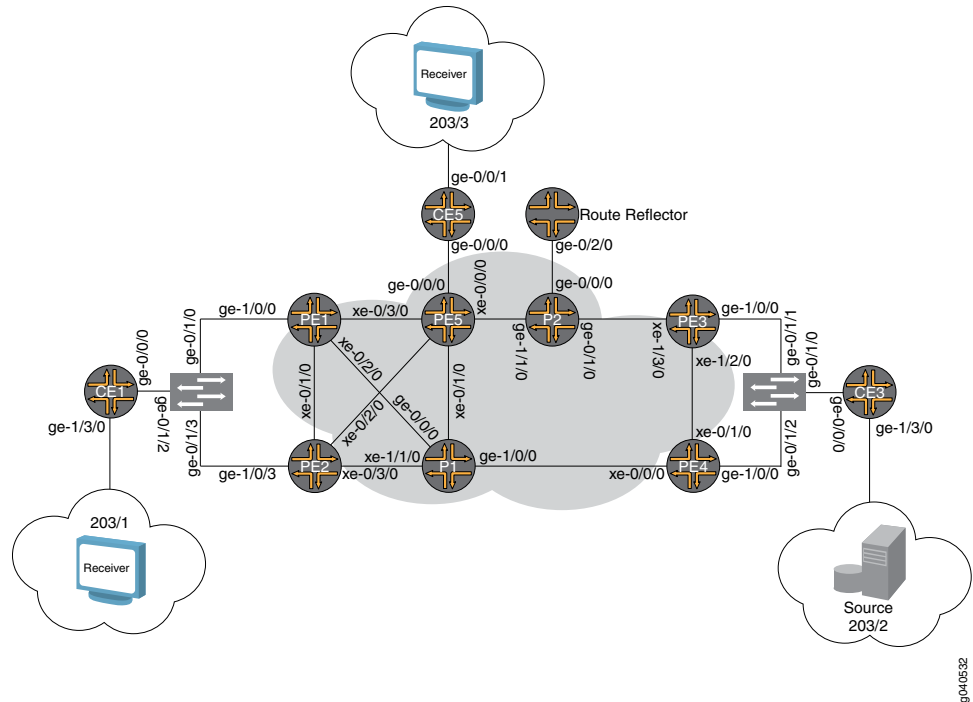 Receiver
203/3
ge-0/0/1
CE5
Route Reflector
ge-0/0/0
ge-0/2/0
ge-0/0/0
xe-0/0/0
ge-0/0/0
ge-1/0/0
PE1
xe-0/3/0
PE5
P2
PE3
ge-1/0/0
ge-0/1/0
xe-0/2/0
ge-1/1/0
ge-0/1/0
xe-1/3/0
xe-1/2/0
ge-0/1/1
ge-0/1/0
ge-0/0/0
CE1
ge-0/1/2
ge-1/3/0
ge-0/1/3
xe-0/1/0
xe-0/2/0
ge-0/0/0
xe-0/1/0
xe-0/1/0
ge-0/1/2
ge-0/0/0
CE3
ge-1/3/0
ge-1/0/3
PE2
xe-1/1/0
xe-0/3/0
P1
ge-1/0/0
xe-0/0/0
PE4
ge-1/0/0
203/1
Receiver
Source
203/2
g040532